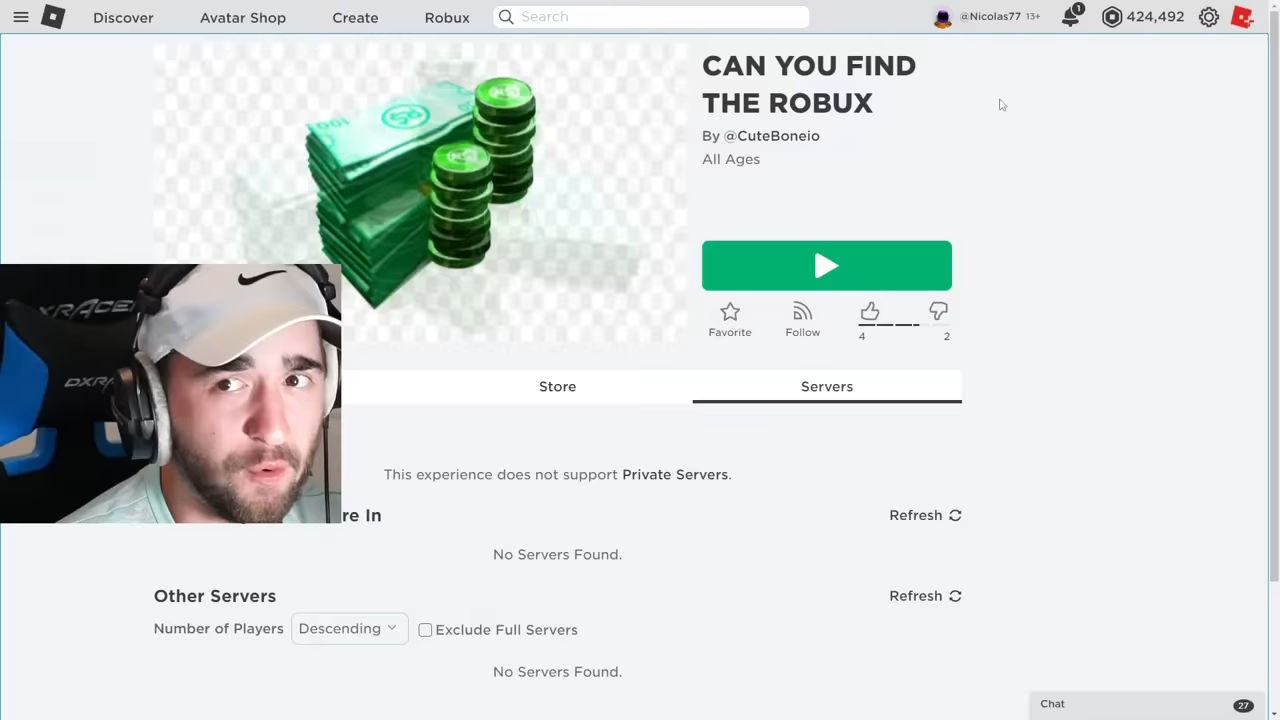 Discover
Avatar Shop
Create
Robux
Search
@Nicolas77 13+
1
424,492
CAN YOU FIND
THE ROBUX
By @CuteBoneio
All Ages
Favorite
Follow
4
2
Store
Servers
This experience does not support Private Servers.
re In
Refresh
No Servers Found.
Other Servers
Refresh
Number of Players
Descending
Exclude Full Servers
No Servers Found.
Chat
27